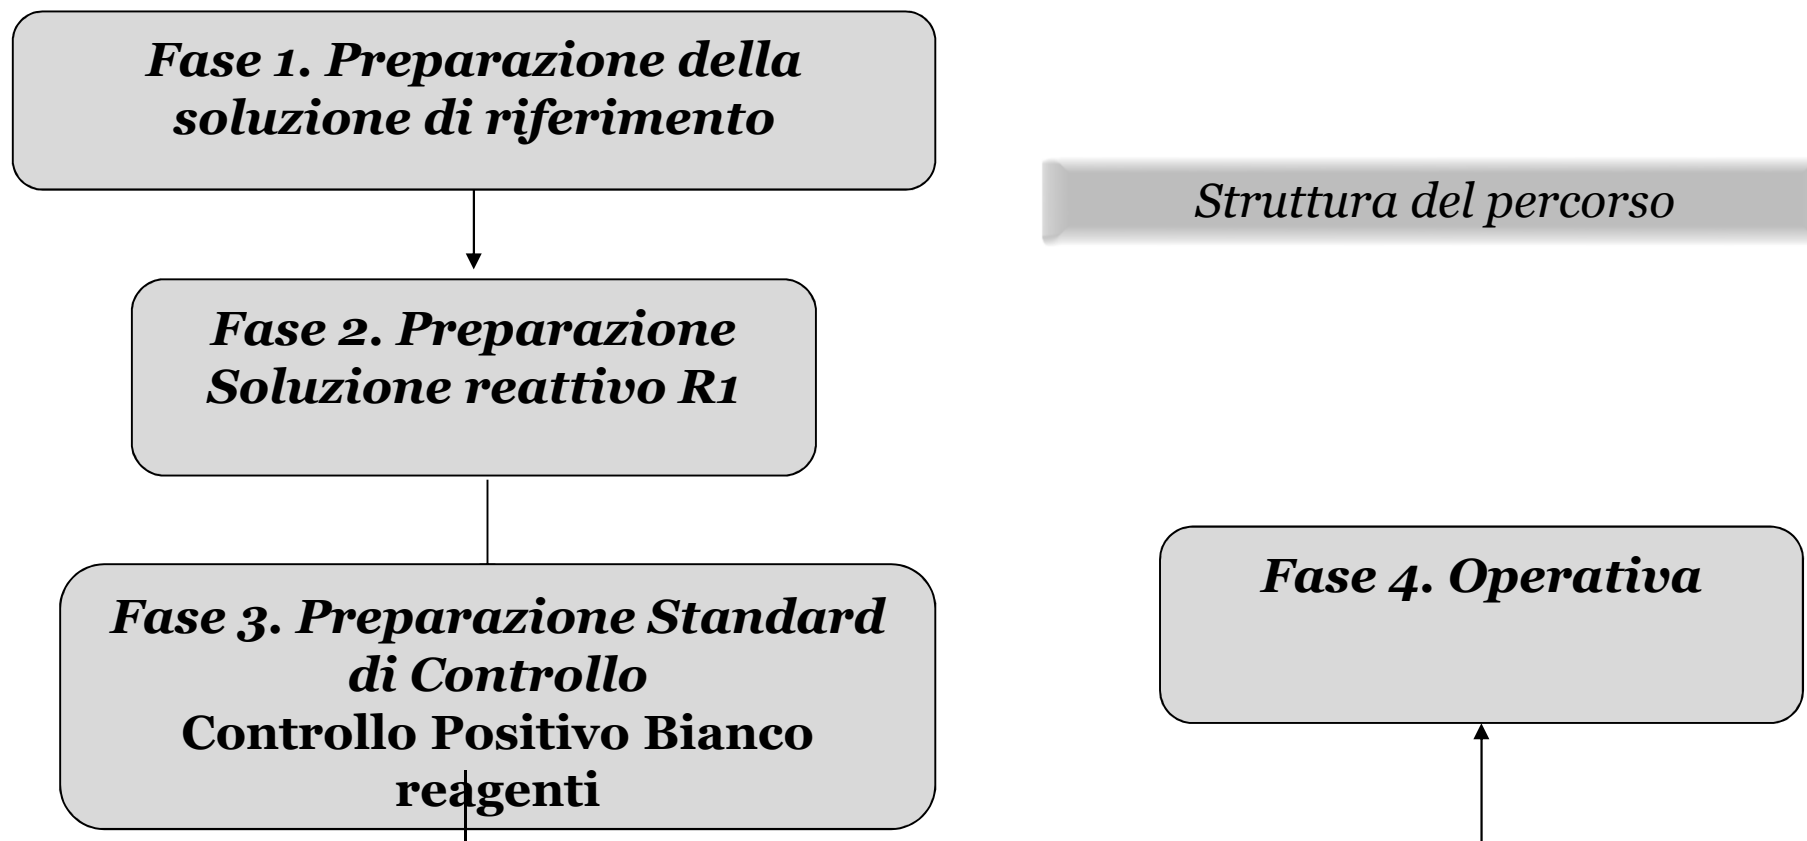 Fase 1. Preparazione della
soluzione di riferimento
Struttura del percorso
Fase 2. Preparazione
Soluzione reattivo R1
Fase 3. Preparazione Standard
di Controllo
Controllo Positivo Bianco
reagenti
Fase 4. Operativa